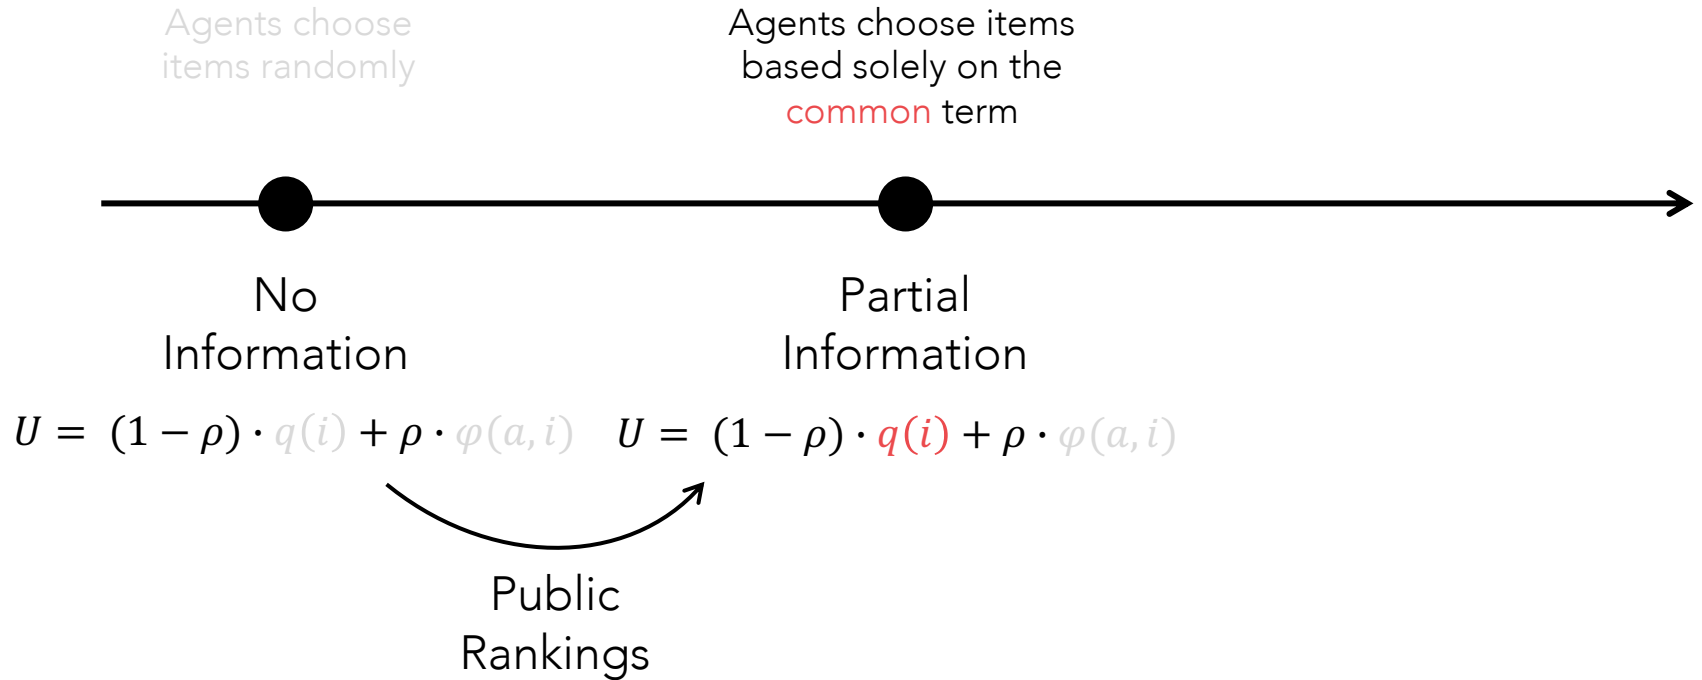 Agents choose
items randomly
Agents choose items
based solely on the
common term
No
Information
Partial
Information
U = (1 − ρ) · q(i) + ρ · φ(a, i)
U = (1 − ρ) · q(i) + ρ · φ(a, i)
Public
Rankings